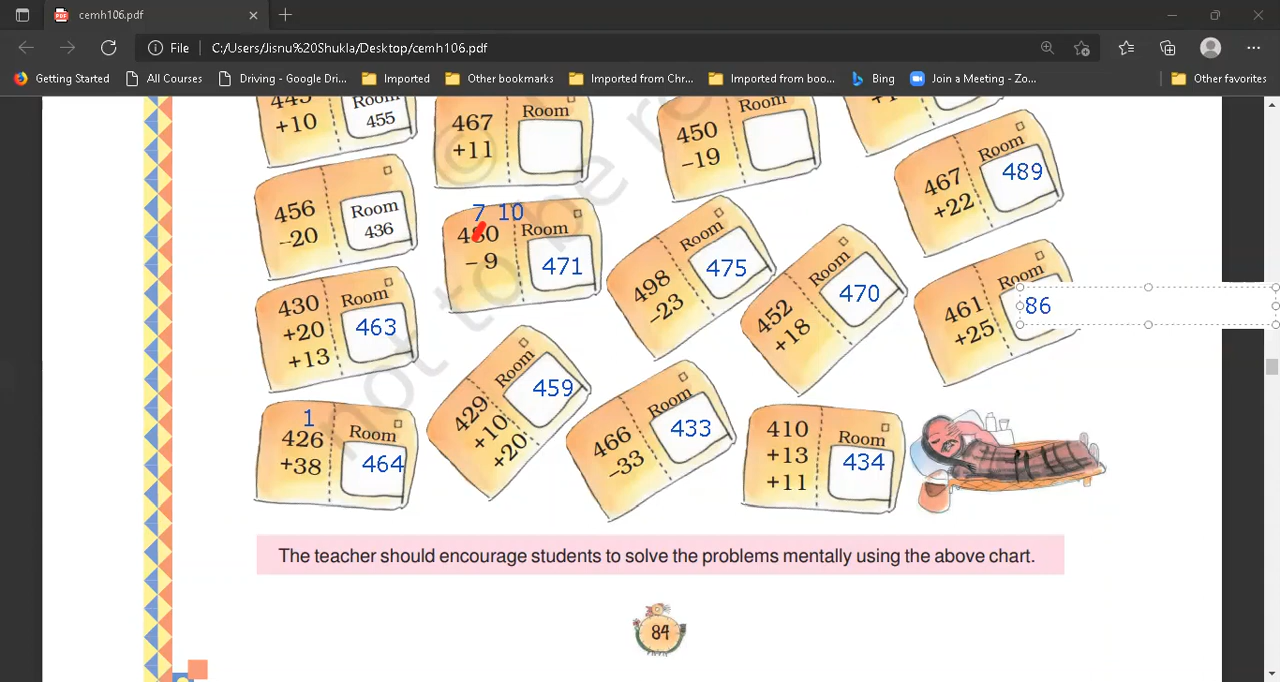 cemh106.pdf
File C:/Users/Jisnu%20Shukla/Desktop/cemh106.pdf
Getting Started All Courses Driving - Google Dri... Imported Other bookmarks Imported from Chr... Imported from boo... Bing Join a Meeting - Zo... Other favorites
+10
Room
455
467
+11
Room
450
−19
Room
467
+22
Room
489
456
−20
Room
436
7 10
480
− 9
Room
471
498
−23
Room
475
452
+18
Room
470
461
+25
Room
86
430
+20
+13
Room
463
429
+10
+20
Room
459
466
−33
Room
433
410
+13
+11
Room
434
1
426
+38
Room
464
not to be re
©
The teacher should encourage students to solve the problems mentally using the above chart.
84